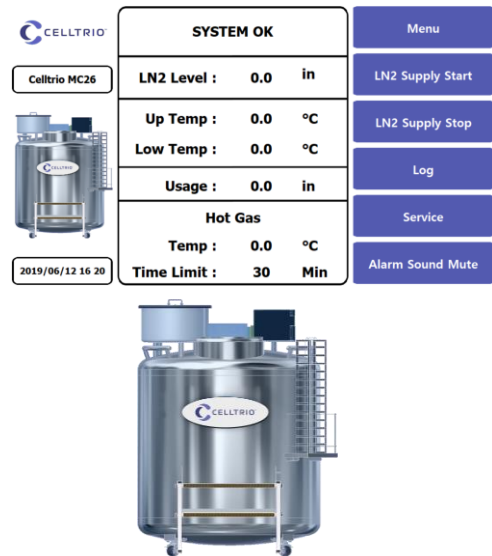 CELLTRIO
SYSTEM OK
Menu
Celltrio MC26
LN2 Level : 0.0 in
LN2 Supply Start
Up Temp : 0.0 °C
LN2 Supply Stop
Low Temp : 0.0 °C
CELLTRIO
Log
Usage : 0.0 in
Hot Gas
Service
Temp : 0.0 °C
2019/06/12 16 20
Time Limit : 30 Min
Alarm Sound Mute
CELLTRIO